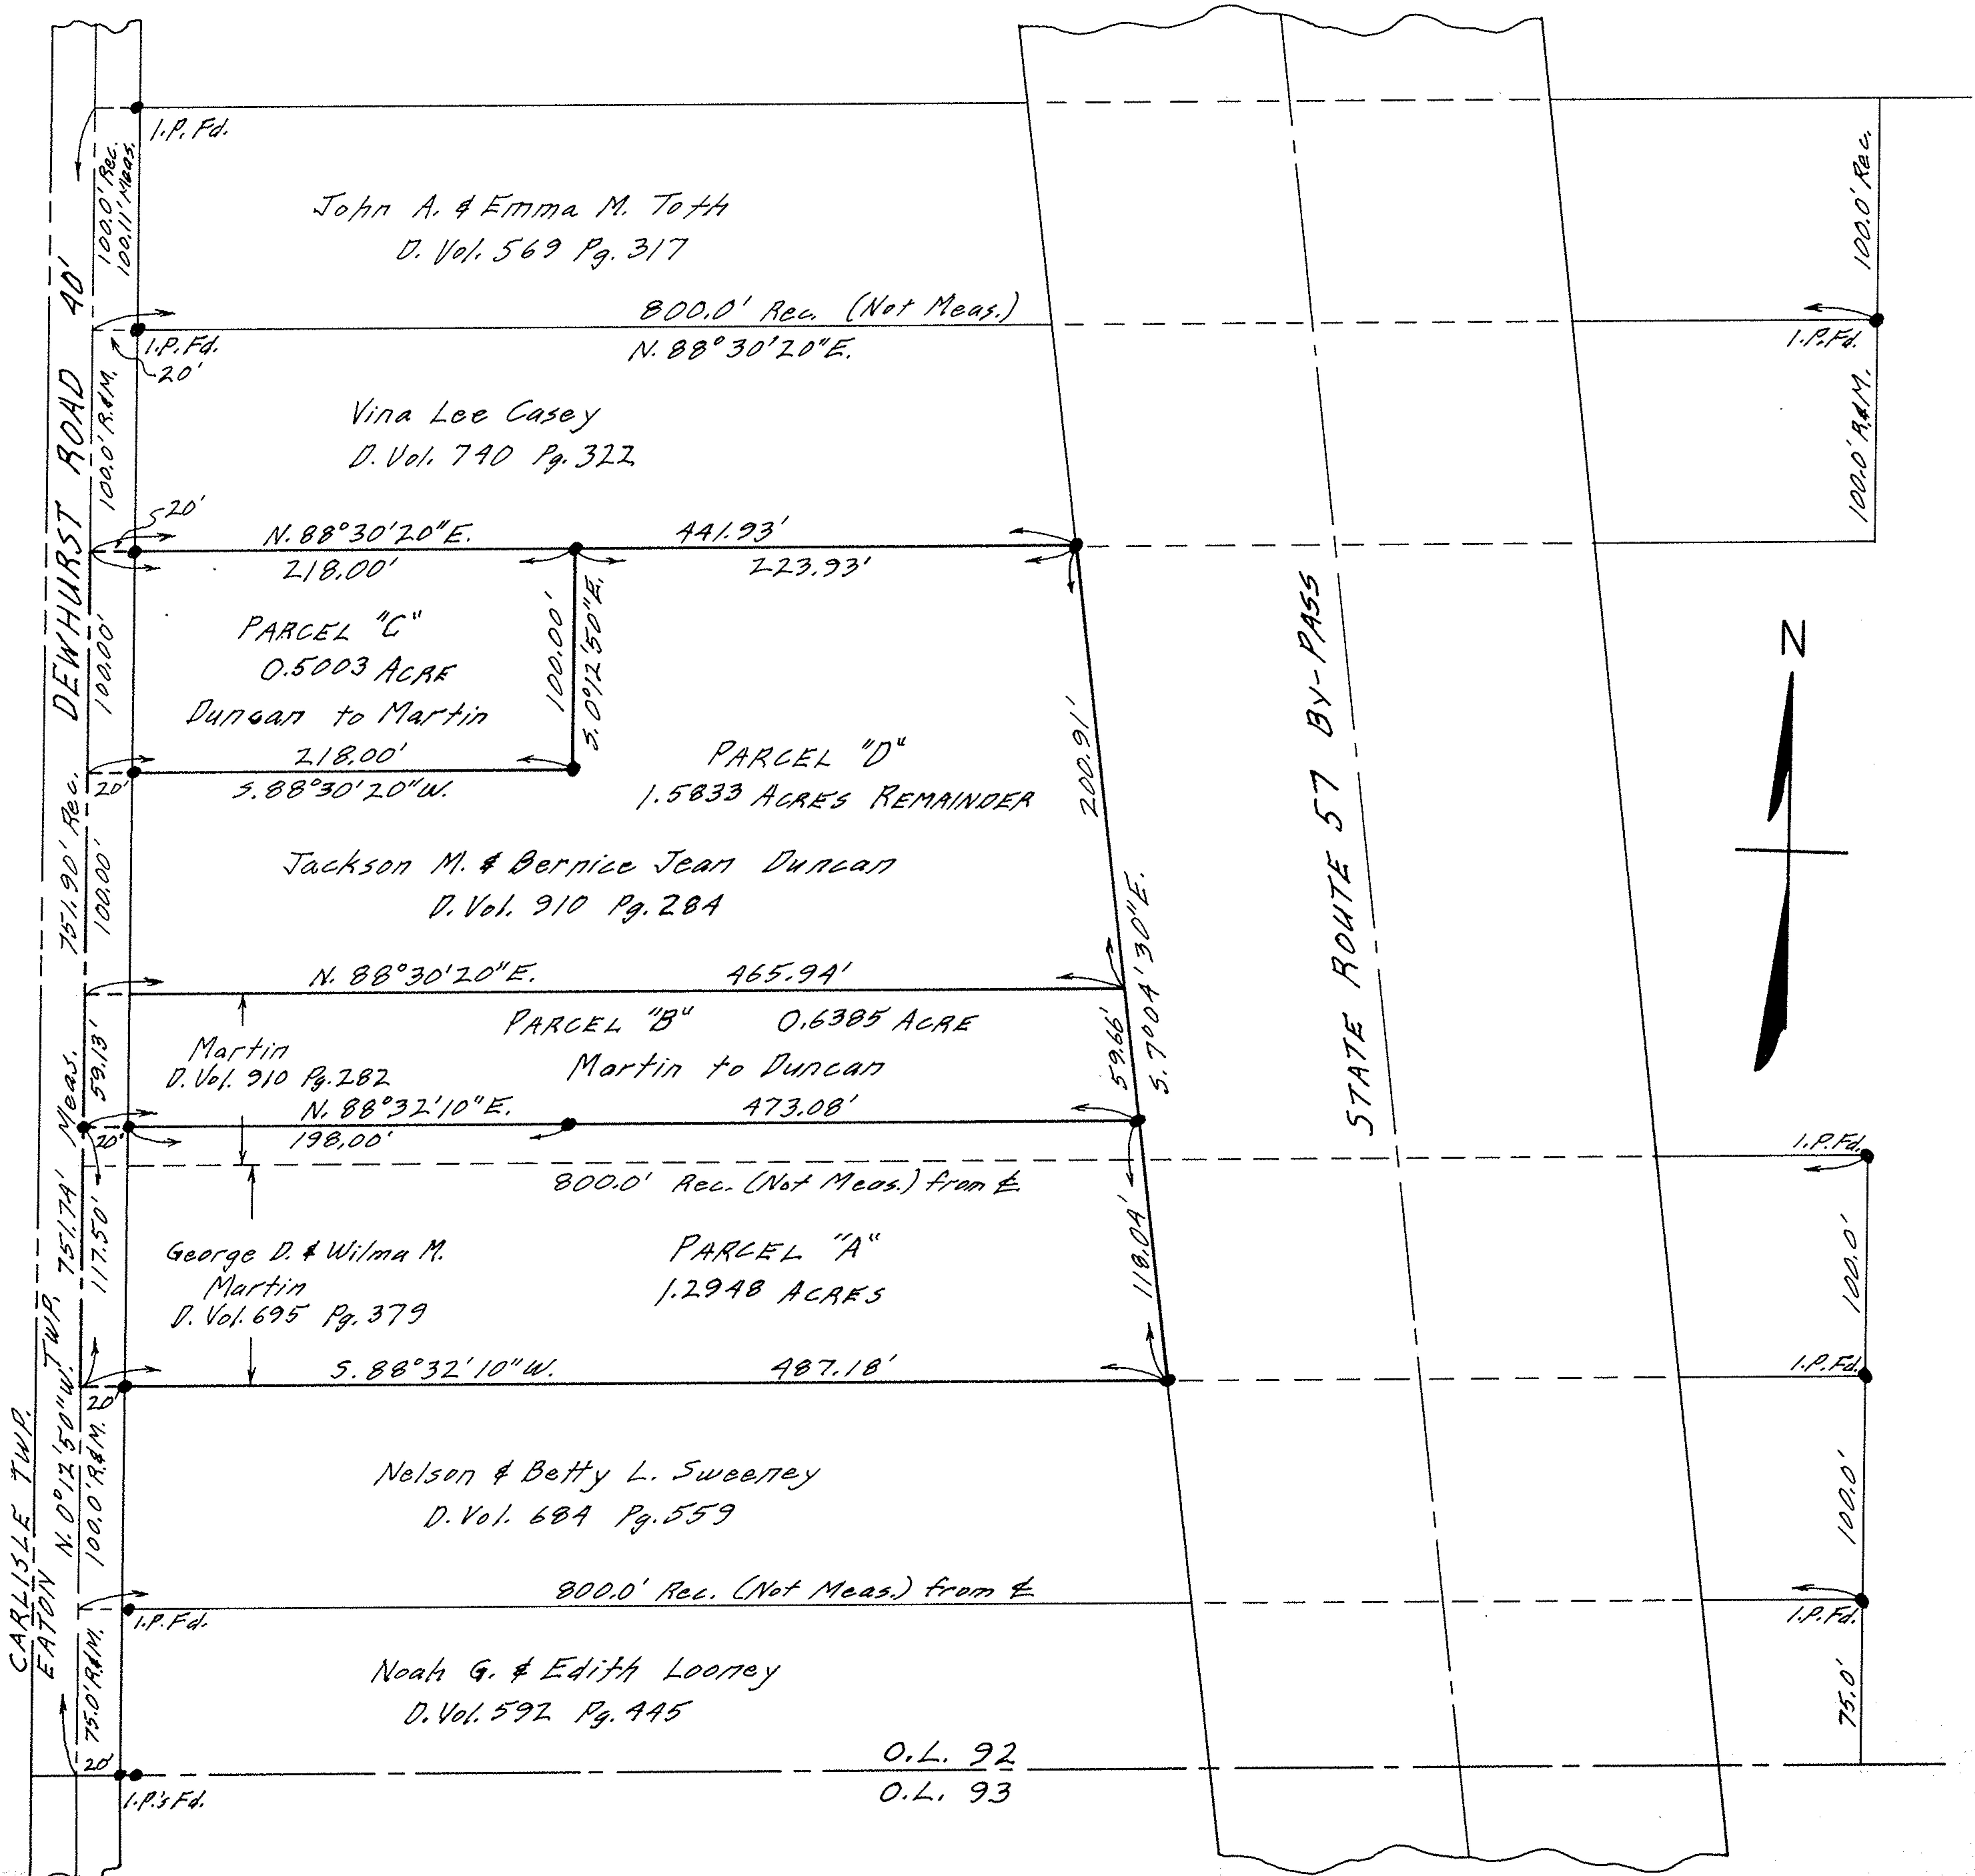 I.P. Fd.
100.0' Rec.
100.11' Meas.
John A. & Emma M. Toth
D. Vol. 569 Pg. 317
100.0' Rec.
800.0' Rec. (Not Meas.)
N. 88°30'20"E.
I.P. Fd.
20'
I.P. Fd.
DEWHURST ROAD 40'
100.0' R.&M.
Vina Lee Casey
D. Vol. 740 Pg. 322
100.0' R.&M.
20'
N. 88°30'20"E. 441.93'
218.00' 223.93'
PARCEL "C"
0.5003 ACRE
Duncan to Martin
100.00'
100.00'
S. 0°12'50"E.
218.00'
S. 88°30'20"W.
20'
PARCEL "D"
1.5833 ACRES REMAINDER
200.91'
STATE ROUTE 57 BY-PASS
N
Jackson M. & Bernice Jean Duncan
D. Vol. 910 Pg. 284
751.90' Rec.
100.00'
N. 88°30'20"E. 465.94'
PARCEL "B" 0.6385 ACRE
Martin to Duncan
Martin
D. Vol. 910 Pg. 282
59.13'
59.66'
S. 7°04'30"E.
N. 88°32'10"E. 473.08'
20'
198.00'
I.P. Fd.
800.0' Rec. (Not Meas.) from ℄
751.74' Meas.
117.50'
George D. & Wilma M.
Martin
D. Vol. 695 Pg. 379
PARCEL "A"
1.2948 ACRES
118.04'
100.0'
S. 88°32'10"W. 487.18'
20'
I.P. Fd.
CARLISLE TWP.
EATON TWP.
N. 0°12'50"W.
100.0' R.&M.
Nelson & Betty L. Sweeney
D. Vol. 684 Pg. 559
100.0'
800.0' Rec. (Not Meas.) from ℄
I.P. Fd.
I.P. Fd.
75.0' R.&M.
Noah G. & Edith Looney
D. Vol. 592 Pg. 445
75.0'
20'
O.L. 92
O.L. 93
I.P.'s Fd.